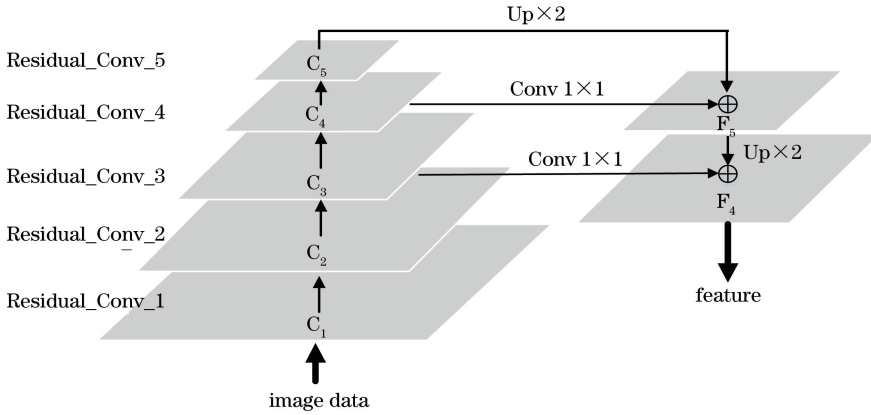 Up×2
Residual_Conv_5
C₅
Residual_Conv_4
C₄
Conv 1×1
⊕
F₅
Residual_Conv_3
C₃
Conv 1×1
Up×2
⊕
F₄
Residual_Conv_2
C₂
Residual_Conv_1
C₁
feature
image data